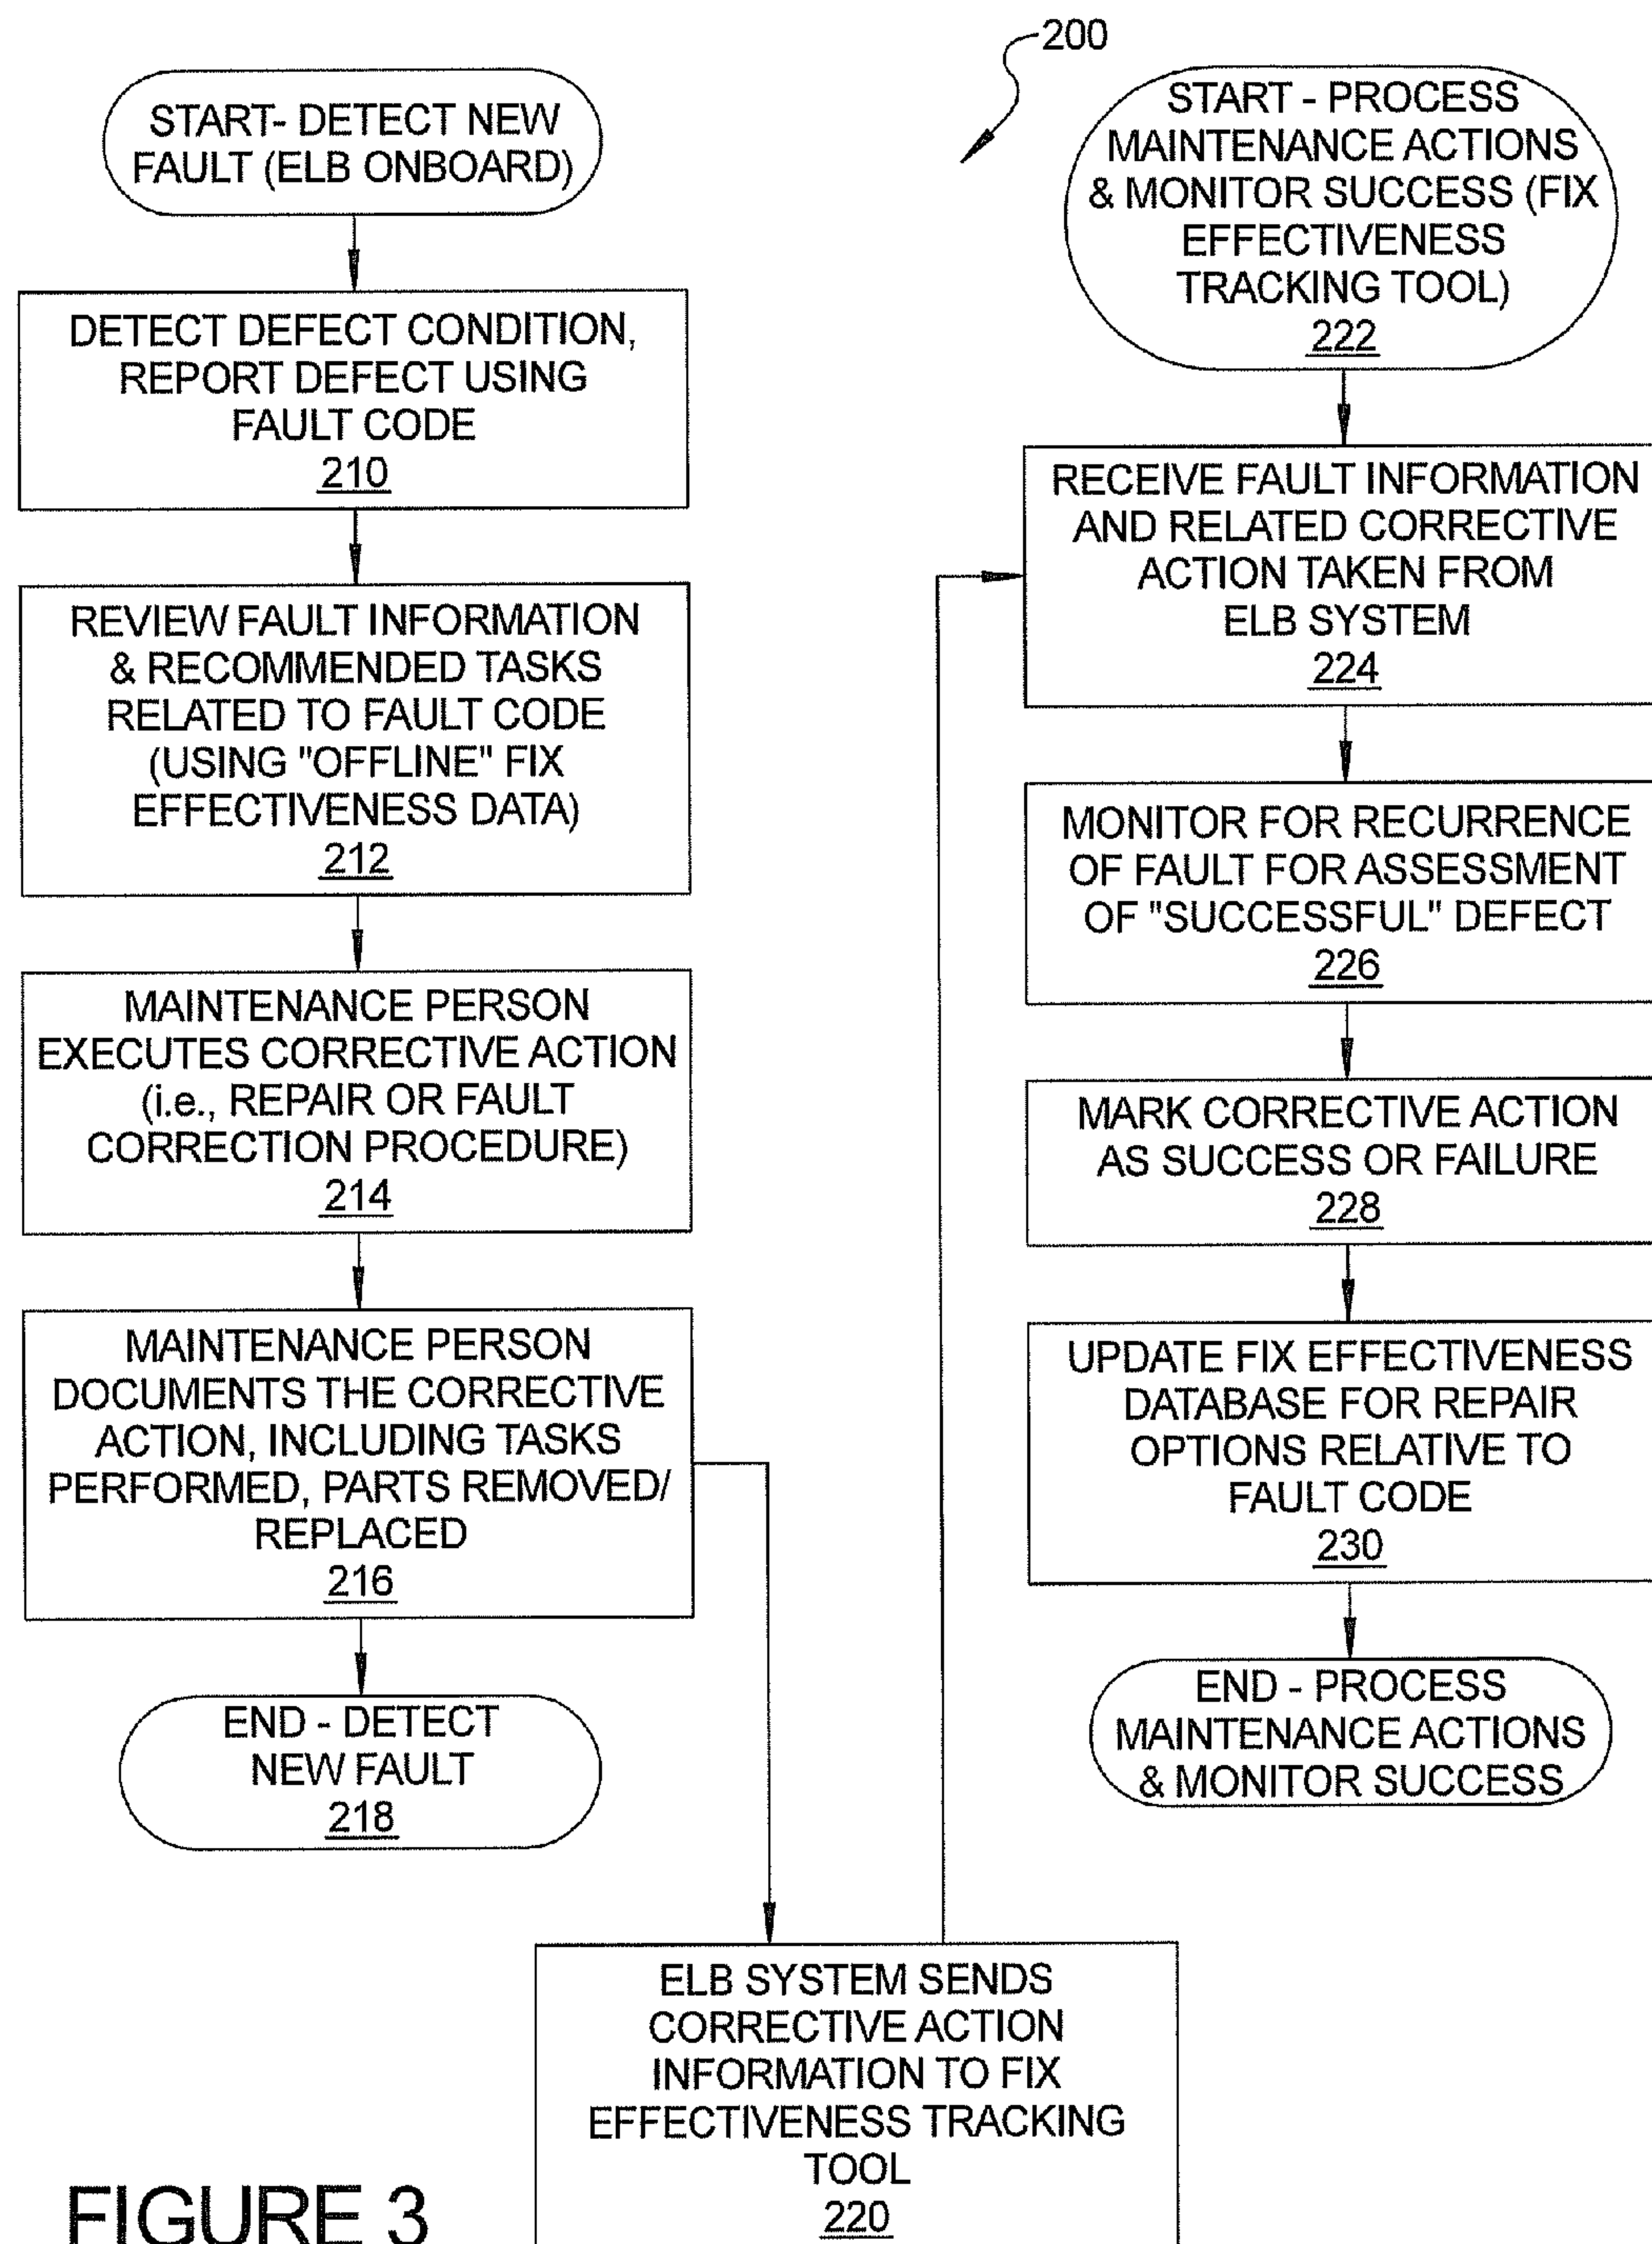 200
START- DETECT NEW
FAULT (ELB ONBOARD)
DETECT DEFECT CONDITION,
REPORT DEFECT USING
FAULT CODE
210
REVIEW FAULT INFORMATION
& RECOMMENDED TASKS
RELATED TO FAULT CODE
(USING "OFFLINE" FIX
EFFECTIVENESS DATA)
212
MAINTENANCE PERSON
EXECUTES CORRECTIVE ACTION
(i.e., REPAIR OR FAULT
CORRECTION PROCEDURE)
214
MAINTENANCE PERSON
DOCUMENTS THE CORRECTIVE
ACTION, INCLUDING TASKS
PERFORMED, PARTS REMOVED/
REPLACED
216
END - DETECT
NEW FAULT
218
ELB SYSTEM SENDS
CORRECTIVE ACTION
INFORMATION TO FIX
EFFECTIVENESS TRACKING
TOOL
220
START - PROCESS
MAINTENANCE ACTIONS
& MONITOR SUCCESS (FIX
EFFECTIVENESS
TRACKING TOOL)
222
RECEIVE FAULT INFORMATION
AND RELATED CORRECTIVE
ACTION TAKEN FROM
ELB SYSTEM
224
MONITOR FOR RECURRENCE
OF FAULT FOR ASSESSMENT
OF "SUCCESSFUL" DEFECT
226
MARK CORRECTIVE ACTION
AS SUCCESS OR FAILURE
228
UPDATE FIX EFFECTIVENESS
DATABASE FOR REPAIR
OPTIONS RELATIVE TO
FAULT CODE
230
END - PROCESS
MAINTENANCE ACTIONS
& MONITOR SUCCESS
FIGURE 3